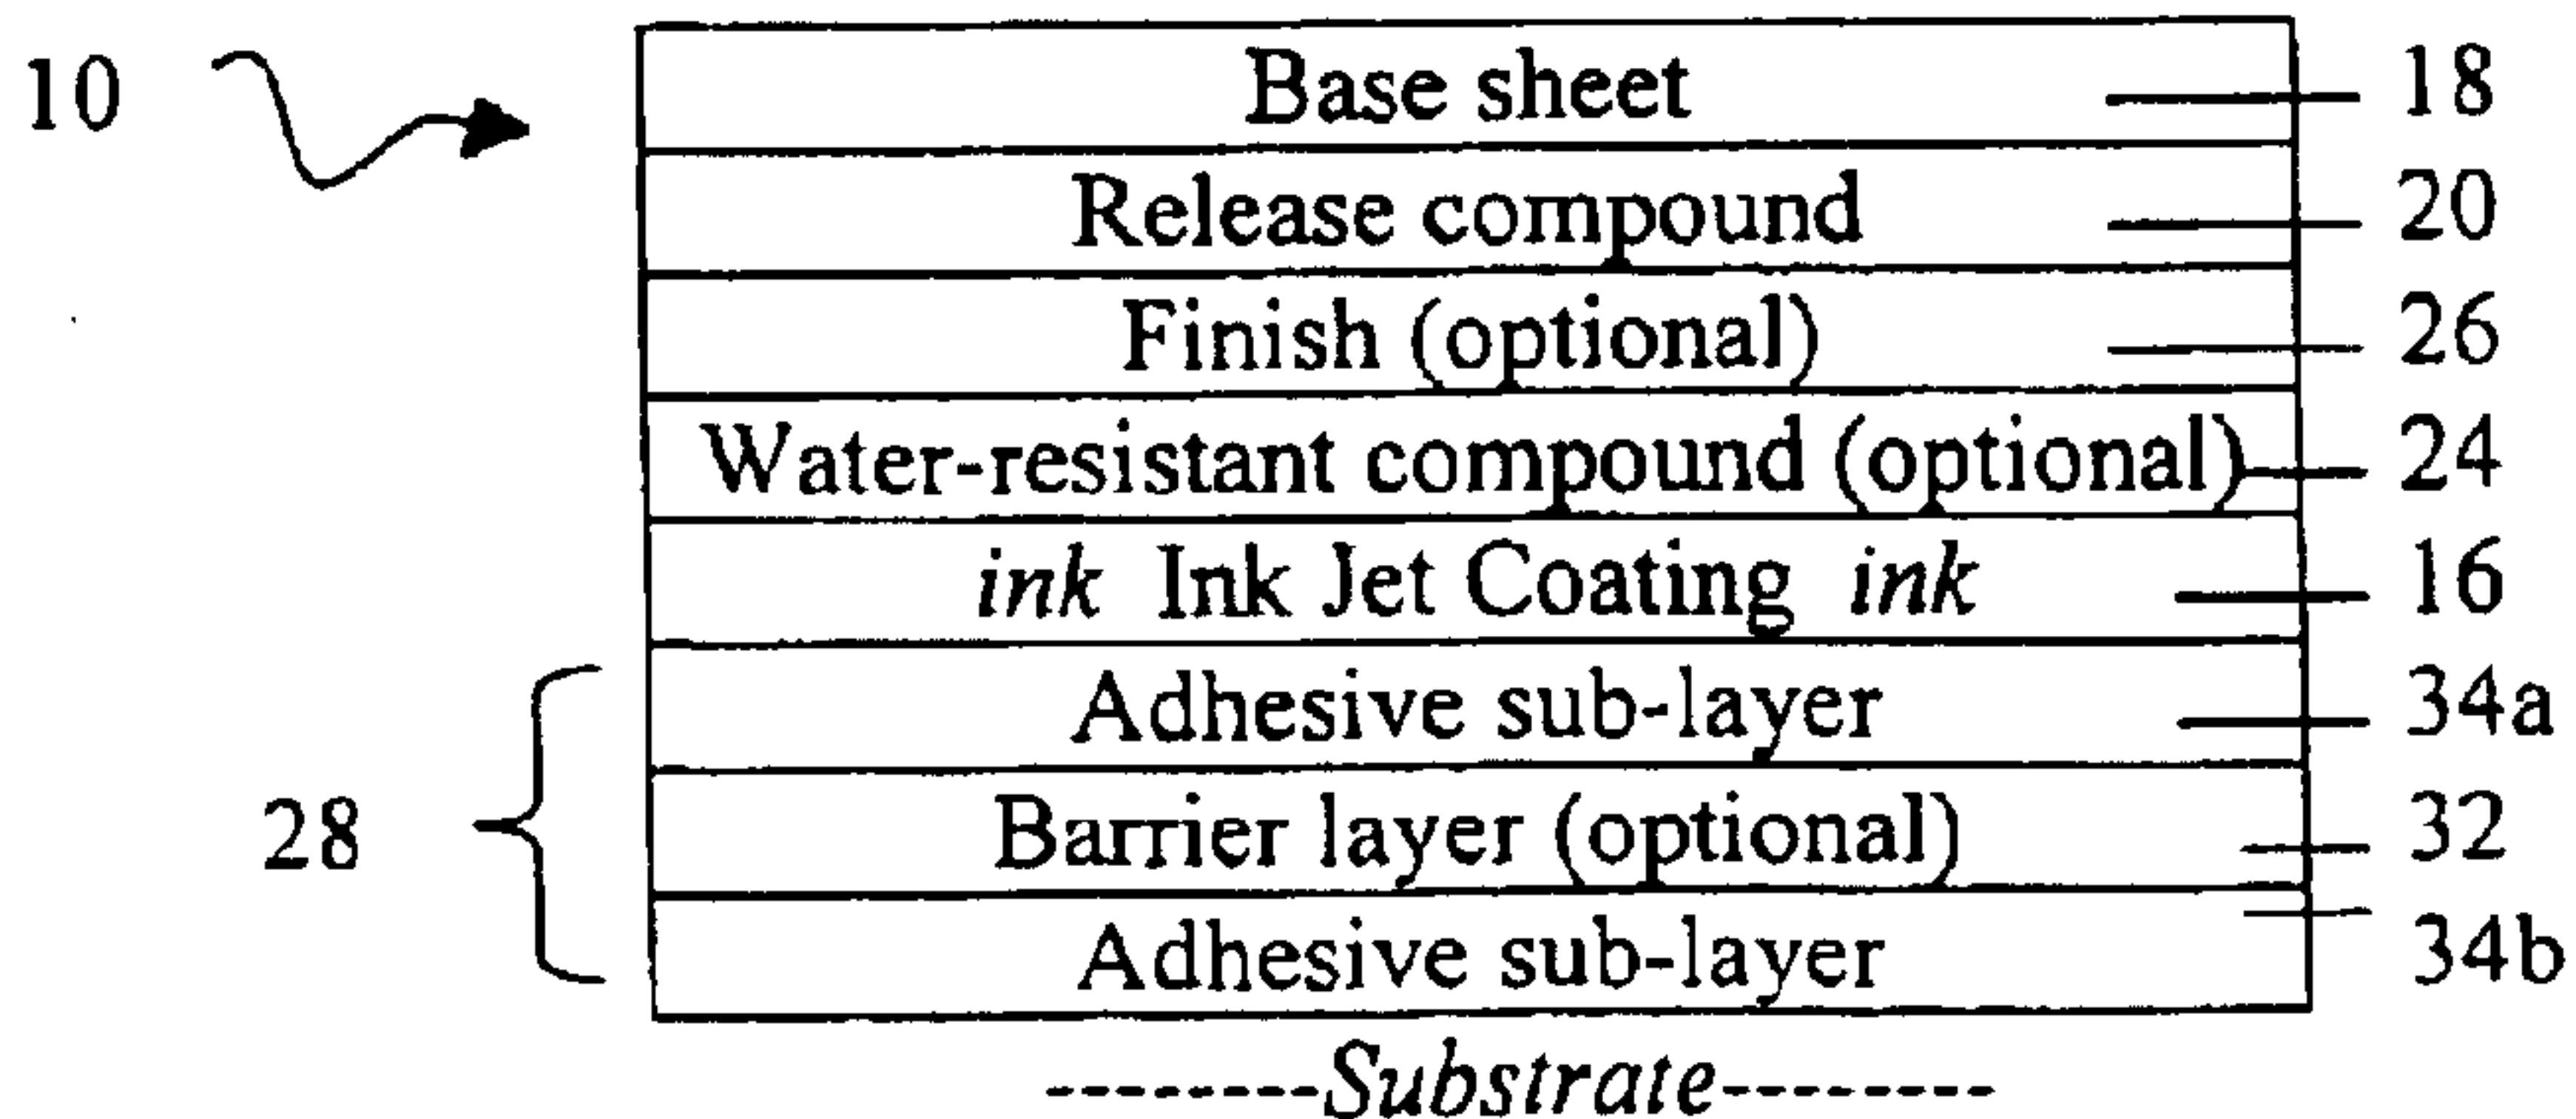 10
Base sheet 18
Release compound 20
Finish (optional) 26
Water-resistant compound (optional) 24
ink Ink Jet Coating ink 16
Adhesive sub-layer 34a
28
Barrier layer (optional) 32
Adhesive sub-layer 34b
--------Substrate--------